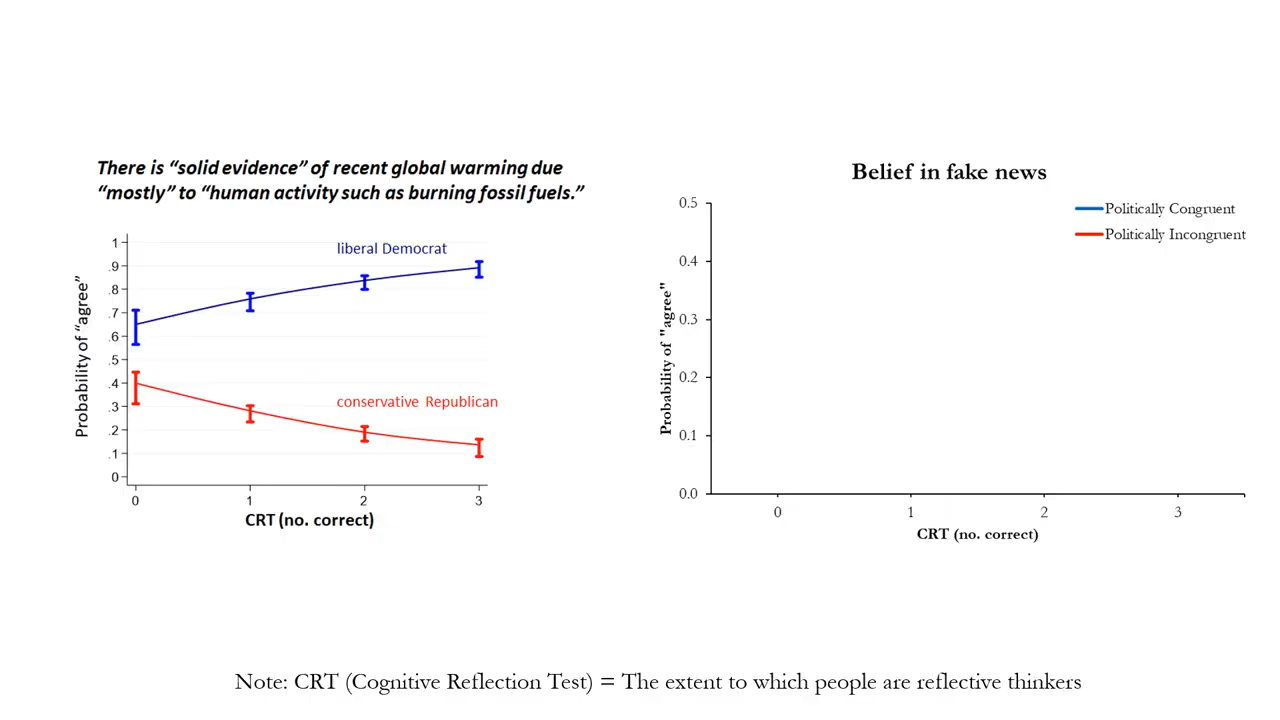 There is “solid evidence” of recent global warming due
“mostly” to “human activity such as burning fossil fuels.”
Probability of “agree”
1
.9
.8
.7
.6
.5
.4
.3
.2
.1
0
liberal Democrat
conservative Republican
0 1 2 3
CRT (no. correct)
Belief in fake news
Politically Congruent
Politically Incongruent
Probability of "agree"
0.5
0.4
0.3
0.2
0.1
0.0
0 1 2 3
CRT (no. correct)
Note: CRT (Cognitive Reflection Test) = The extent to which people are reflective thinkers